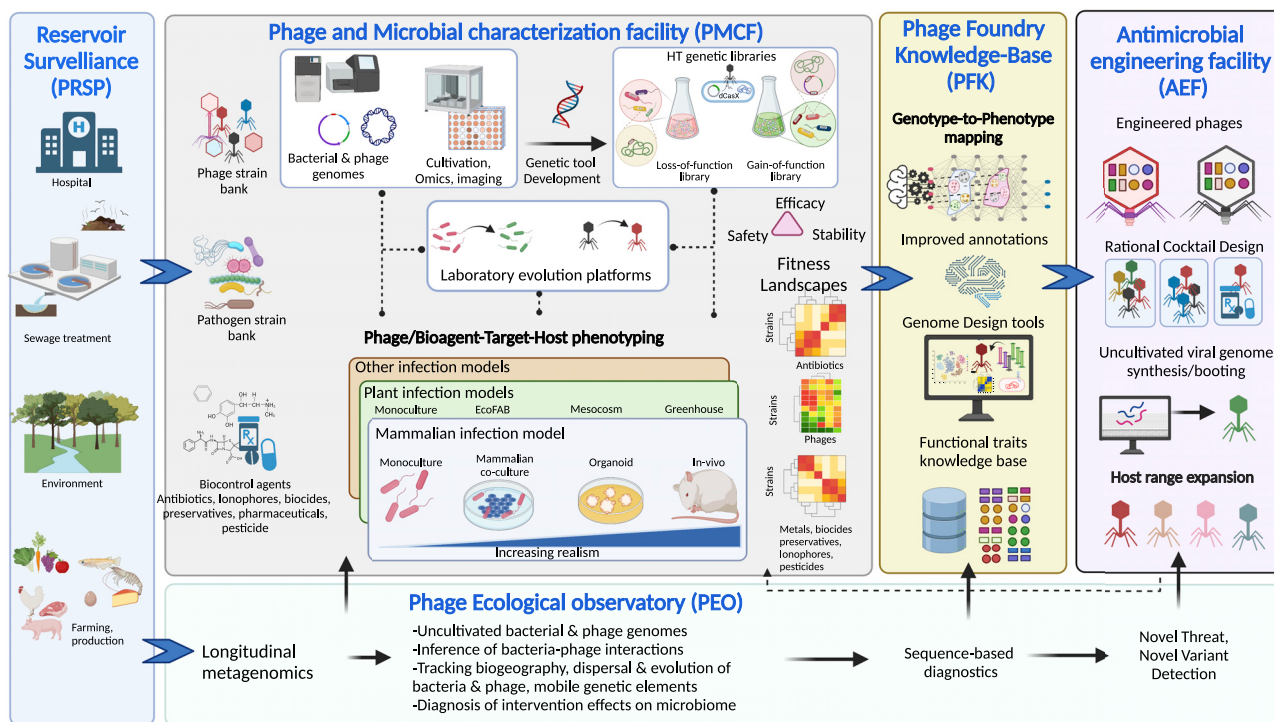 Reservoir
Survelliance
(PRSP)
H
Hospital
Sewage treatment
Environment
Farming,
production
Phage and Microbial characterization facility (PMCF)
Phage strain
bank
Pathogen strain
bank
HO
OH
CH₃
Rx
Biocontrol agents
Antibiotics, Ionophores, biocides,
preservatives, pharmaceuticals,
pesticide
Bacterial & phage
genomes
Cultivation,
Omics, imaging
Genetic tool
Development
HT genetic libraries
dCasX
Loss-of-function
library
Gain-of-function
library
Laboratory evolution platforms
Efficacy
Safety
Stability
Phage/Bioagent-Target-Host phenotyping
Other infection models
Plant infection models
Monoculture
EcoFAB
Mesocosm
Greenhouse
Mammalian infection model
Monoculture
Mammalian
co-culture
Organoid
In-vivo
Increasing realism
Fitness
Landscapes
Strains
Antibiotics
Strains
Phages
Strains
Metals, biocides
preservatives,
Ionophores,
pesticides
Phage Foundry
Knowledge-Base
(PFK)
Genotype-to-Phenotype
mapping
Improved annotations
Genome Design tools
Functional traits
knowledge base
Antimicrobial
engineering facility
(AEF)
Engineered phages
Rational Cocktail Design
Rx
Uncultivated viral genome
synthesis/booting
Host range expansion
Phage Ecological observatory (PEO)
Longitudinal
metagenomics
-Uncultivated bacterial & phage genomes
-Inference of bacteria-phage interactions
-Tracking biogeography, dispersal & evolution of
bacteria & phage, mobile genetic elements
-Diagnosis of intervention effects on microbiome
Sequence-based
diagnostics
Novel Threat,
Novel Variant
Detection